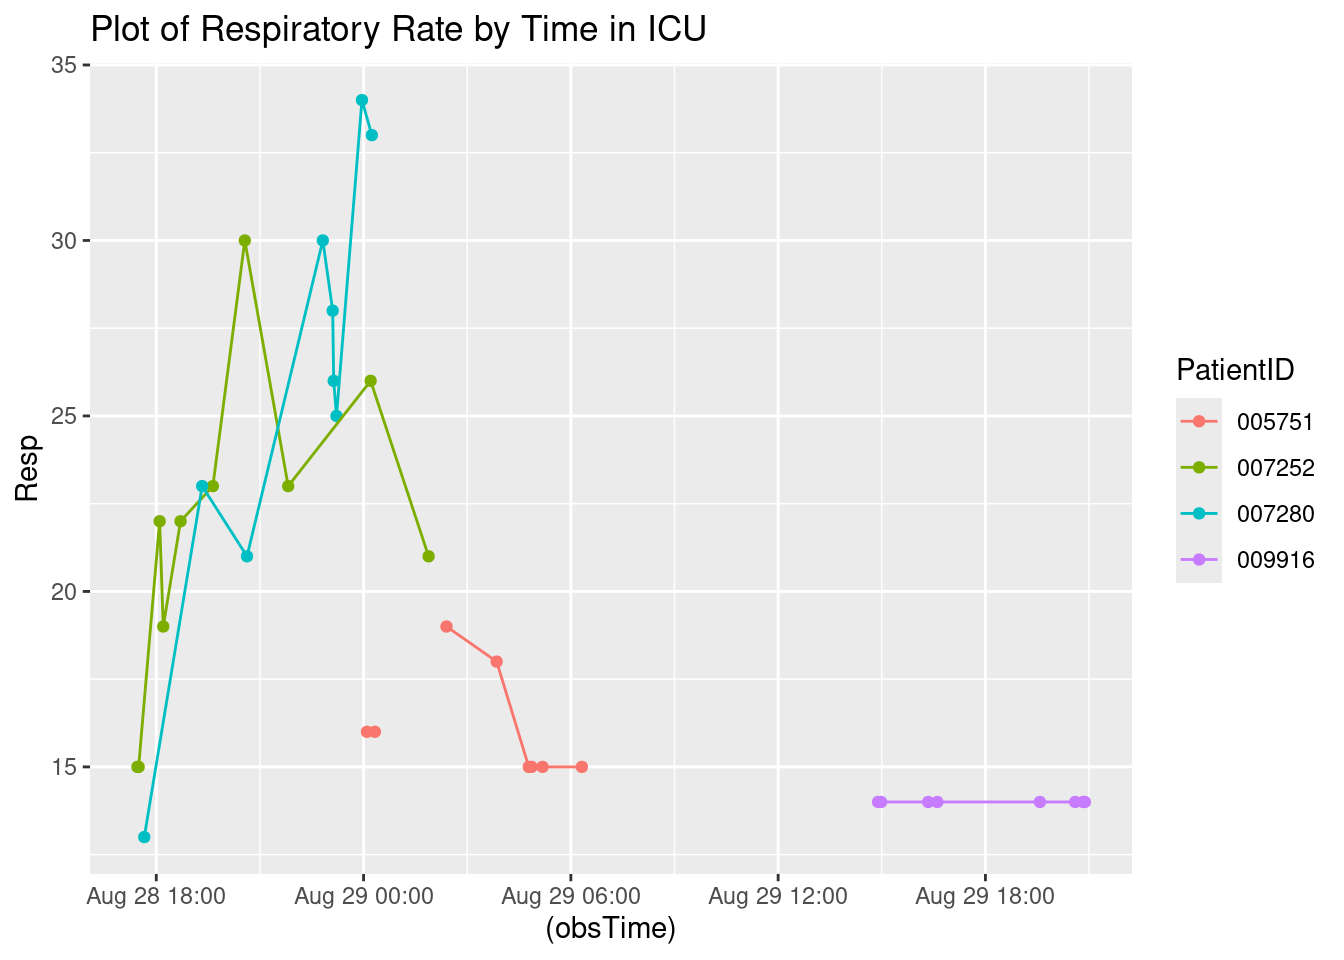 Plot of Respiratory Rate by Time in ICU
35
30
25
20
15
Resp
Aug 28 18:00 Aug 29 00:00 Aug 29 06:00 Aug 29 12:00 Aug 29 18:00
(obsTime)
PatientID
005751
007252
007280
009916